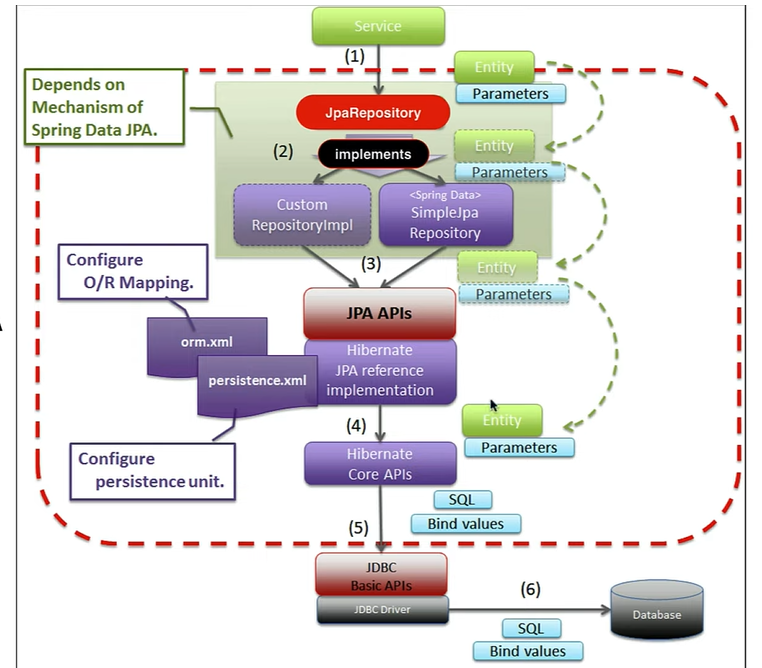 Service
(1)
Entity
Parameters
Depends on
Mechanism of
Spring Data JPA.
JpaRepository
(2)
implements
Entity
Parameters
Custom
RepositoryImpl
<Spring Data>
SimpleJpa
Repository
(3)
Entity
Parameters
Configure
O/R Mapping.
JPA APIs
orm.xml
Hibernate
JPA reference
implementation
persistence.xml
(4)
Entity
Parameters
Configure
persistence unit.
Hibernate
Core APIs
SQL
Bind values
(5)
JDBC
Basic APIs
JDBC Driver
(6)
Database
SQL
Bind values